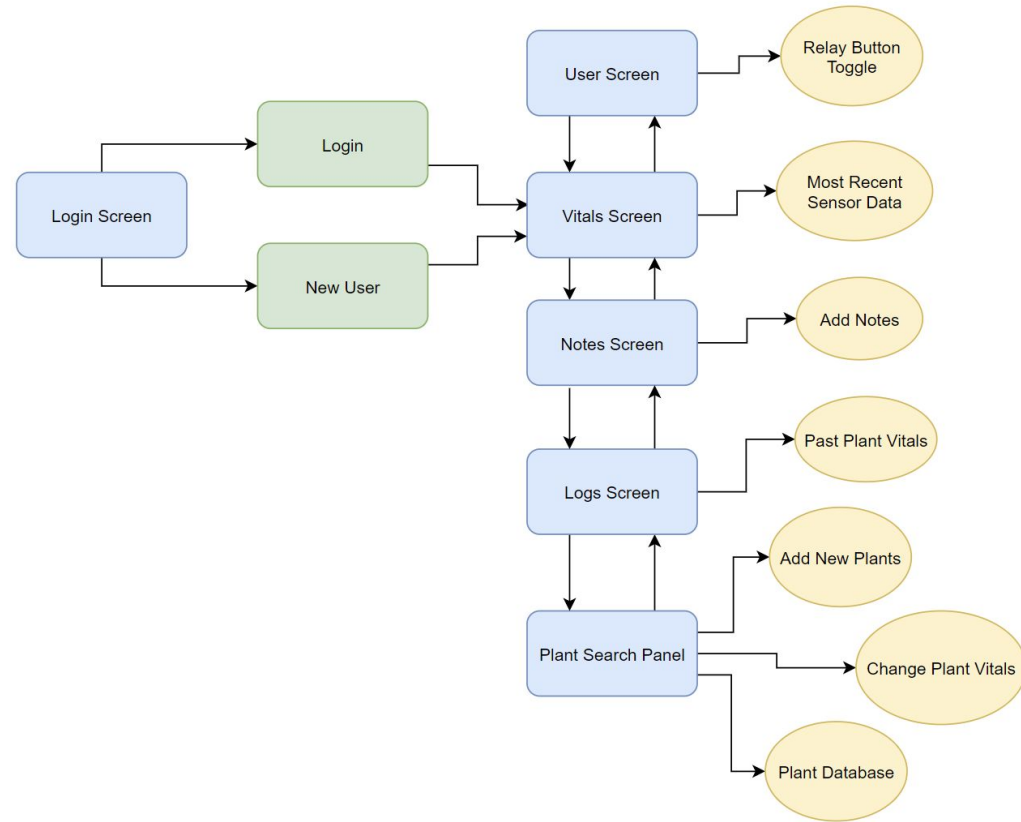 User Screen
Relay Button
Toggle
Login
Login Screen
Vitals Screen
Most Recent
Sensor Data
New User
Notes Screen
Add Notes
Logs Screen
Past Plant Vitals
Add New Plants
Plant Search Panel
Change Plant Vitals
Plant Database